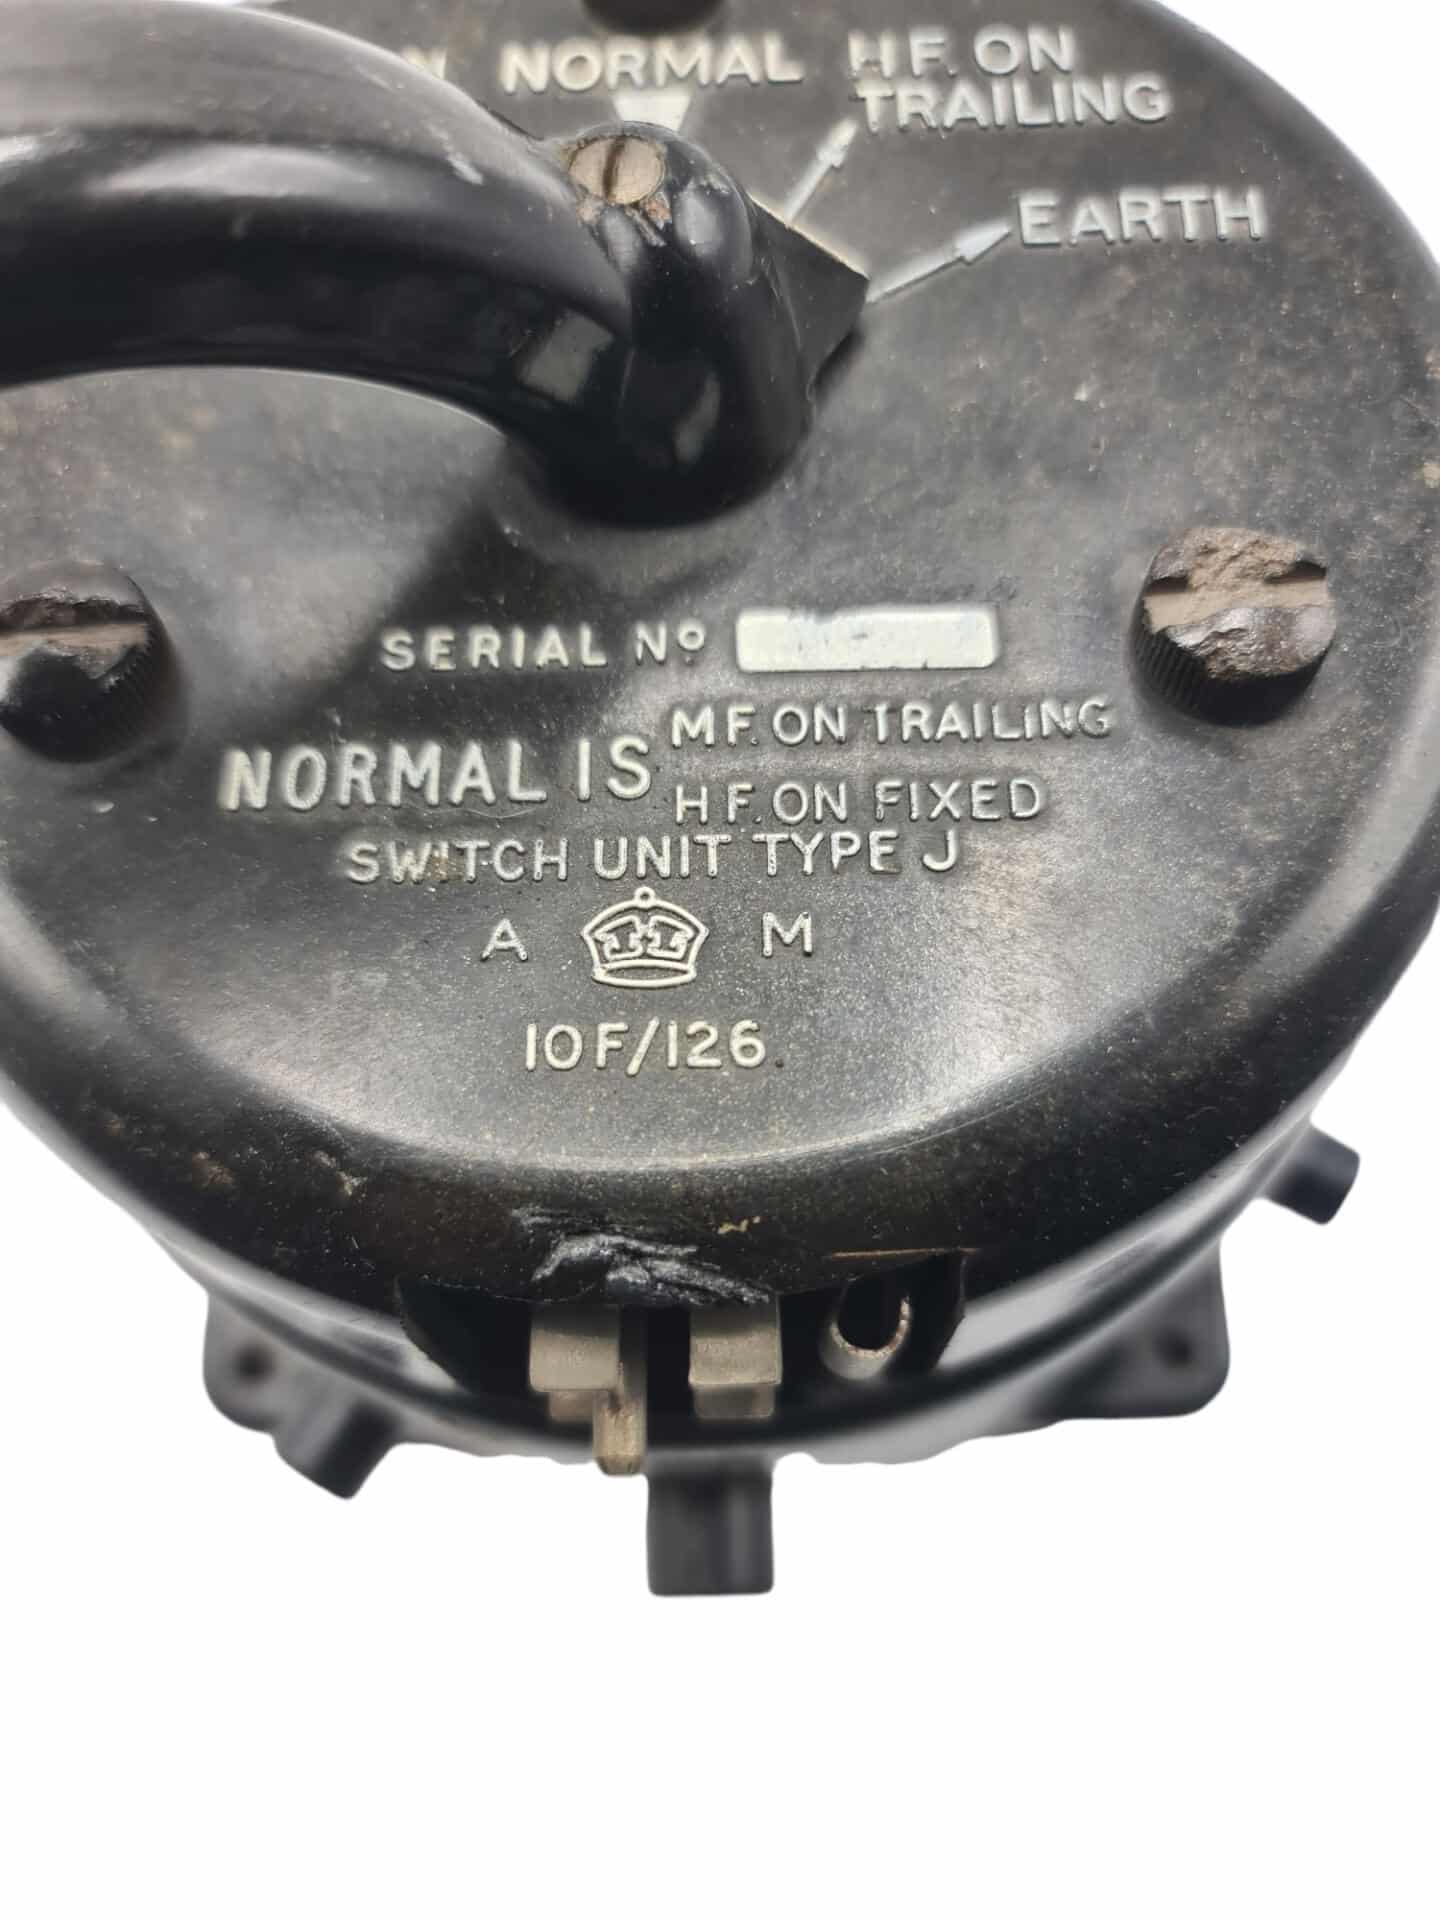 NORMAL
H.F. ON
TRAILING
EARTH
SERIAL Nº
NORMAL IS M.F. ON TRAILING
H.F. ON FIXED
SWITCH UNIT TYPE J
A M
10F/126.